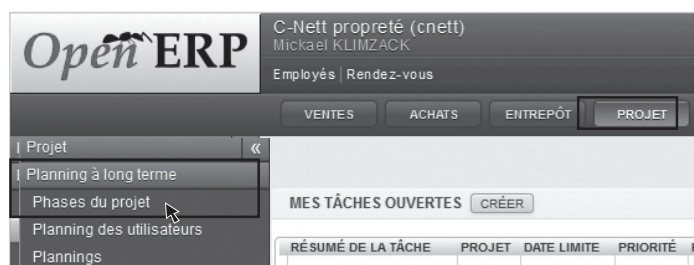 OpenERP
C-Nett propreté (cnett)
Mickael KLIMZACK
Employés | Rendez-vous
VENTES ACHATS ENTREPÔT PROJET
Projet «
Planning à long terme
Phases du projet
Planning des utilisateurs
Plannings
MES TÂCHES OUVERTES CRÉER
RÉSUMÉ DE LA TÂCHE PROJET DATE LIMITE PRIORITÉ